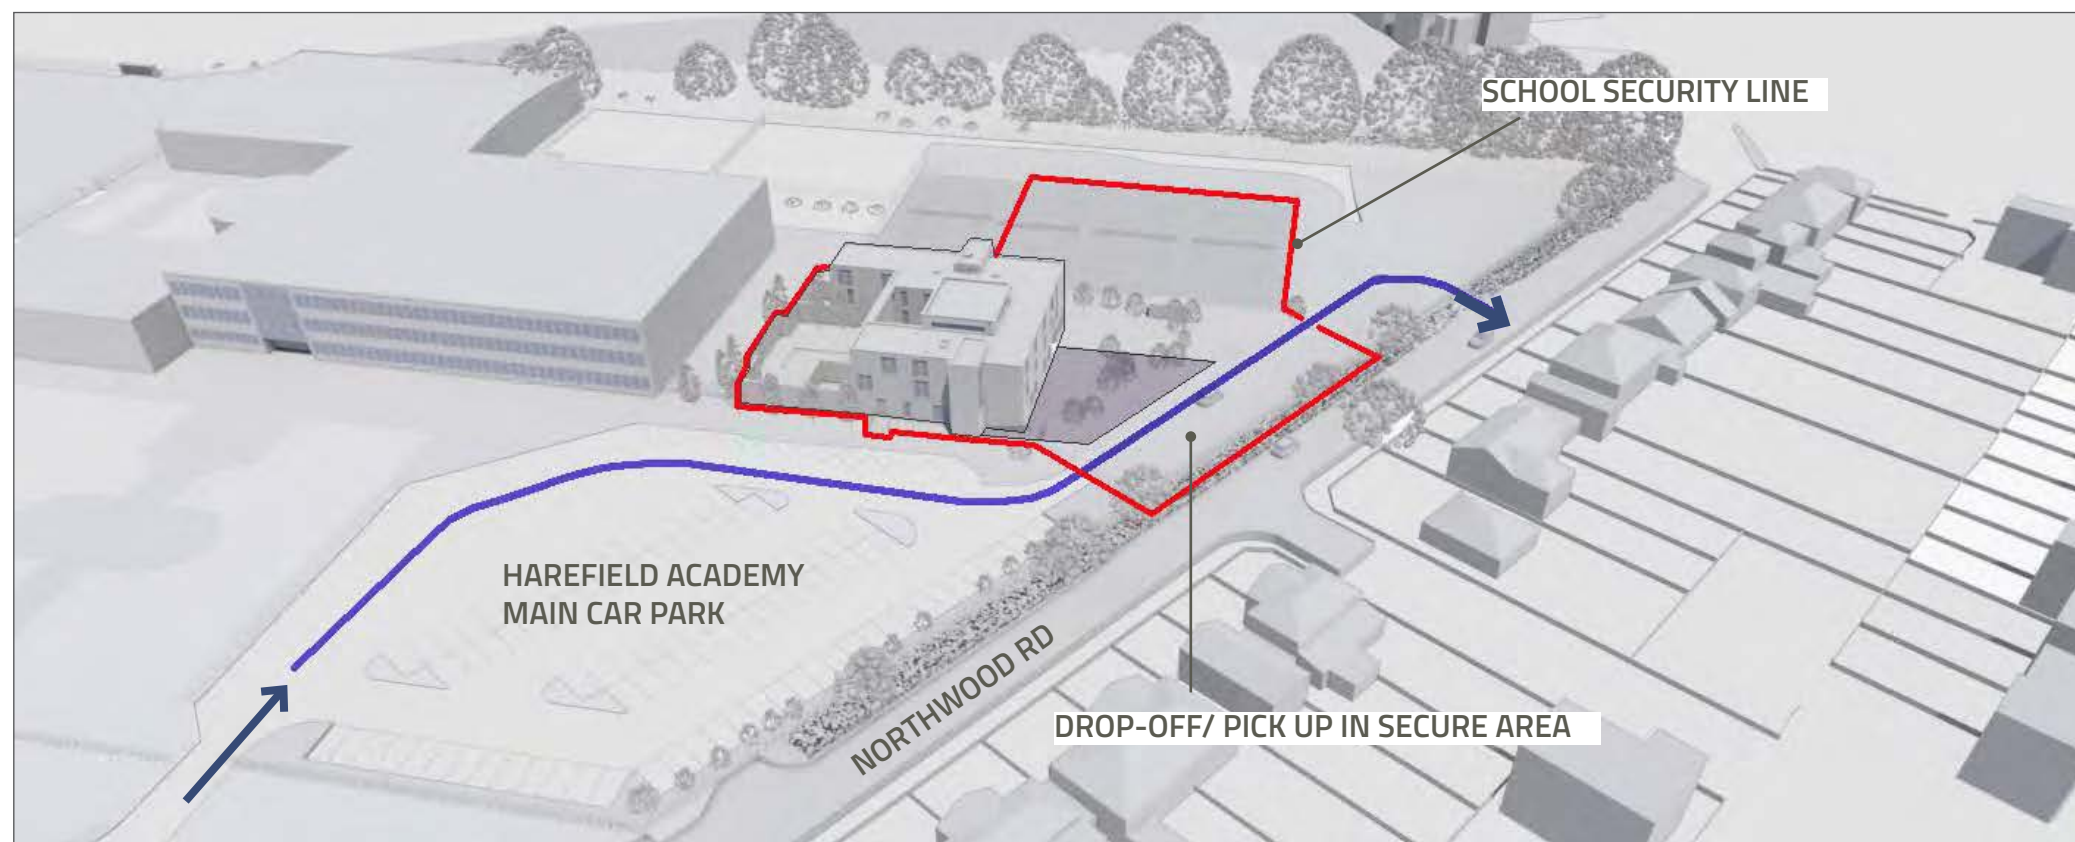 SCHOOL SECURITY LINE
HAREFIELD ACADEMY
MAIN CAR PARK
NORTHWOOD RD
DROP-OFF/ PICK UP IN SECURE AREA